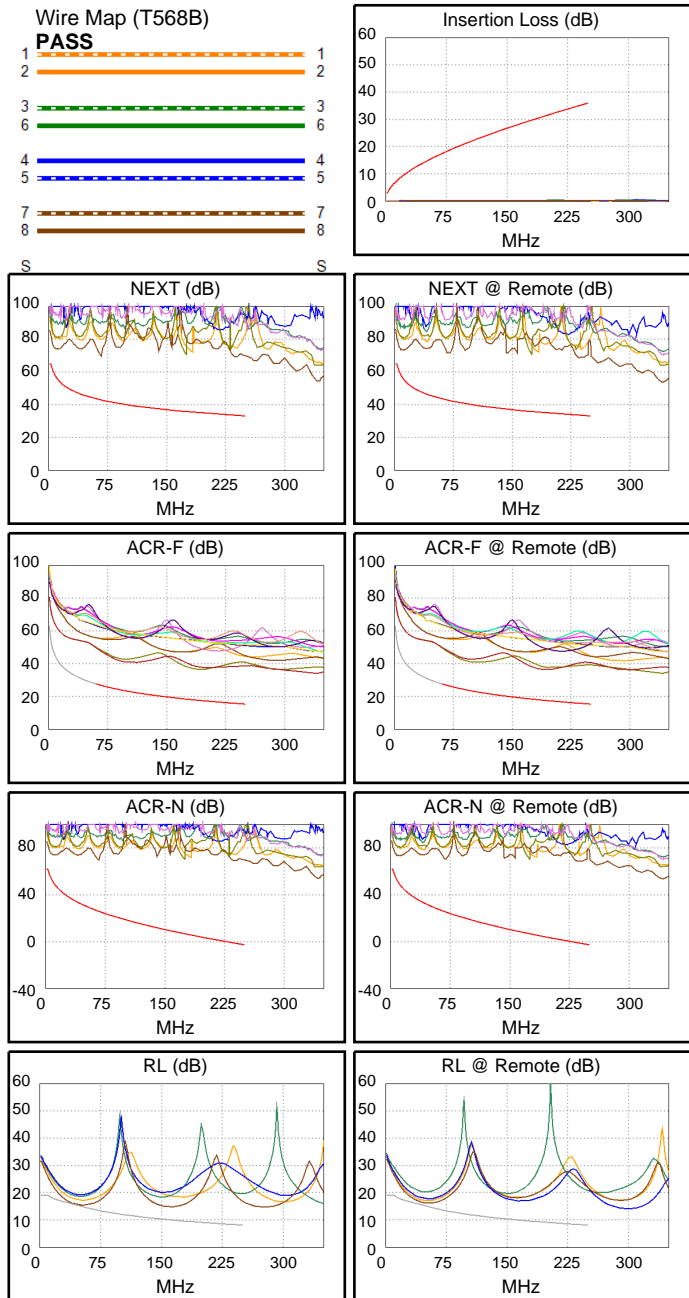 Wire Map (T568B)
PASS
1 1
2 2
3 3
6 6
4 4
5 5
7 7
8 8
S S
Insertion Loss (dB)
60
50
40
30
20
10
0
0 75 150 225 300
MHz
NEXT (dB)
100
80
60
40
20
0
0 75 150 225 300
MHz
NEXT @ Remote (dB)
100
80
60
40
20
0
0 75 150 225 300
MHz
ACR-F (dB)
100
80
60
40
20
0
0 75 150 225 300
MHz
ACR-F @ Remote (dB)
100
80
60
40
20
0
0 75 150 225 300
MHz
ACR-N (dB)
80
40
0
-40
0 75 150 225 300
MHz
ACR-N @ Remote (dB)
80
40
0
-40
0 75 150 225 300
MHz
RL (dB)
60
50
40
30
20
10
0
0 75 150 225 300
MHz
RL @ Remote (dB)
60
50
40
30
20
10
0
0 75 150 225 300
MHz